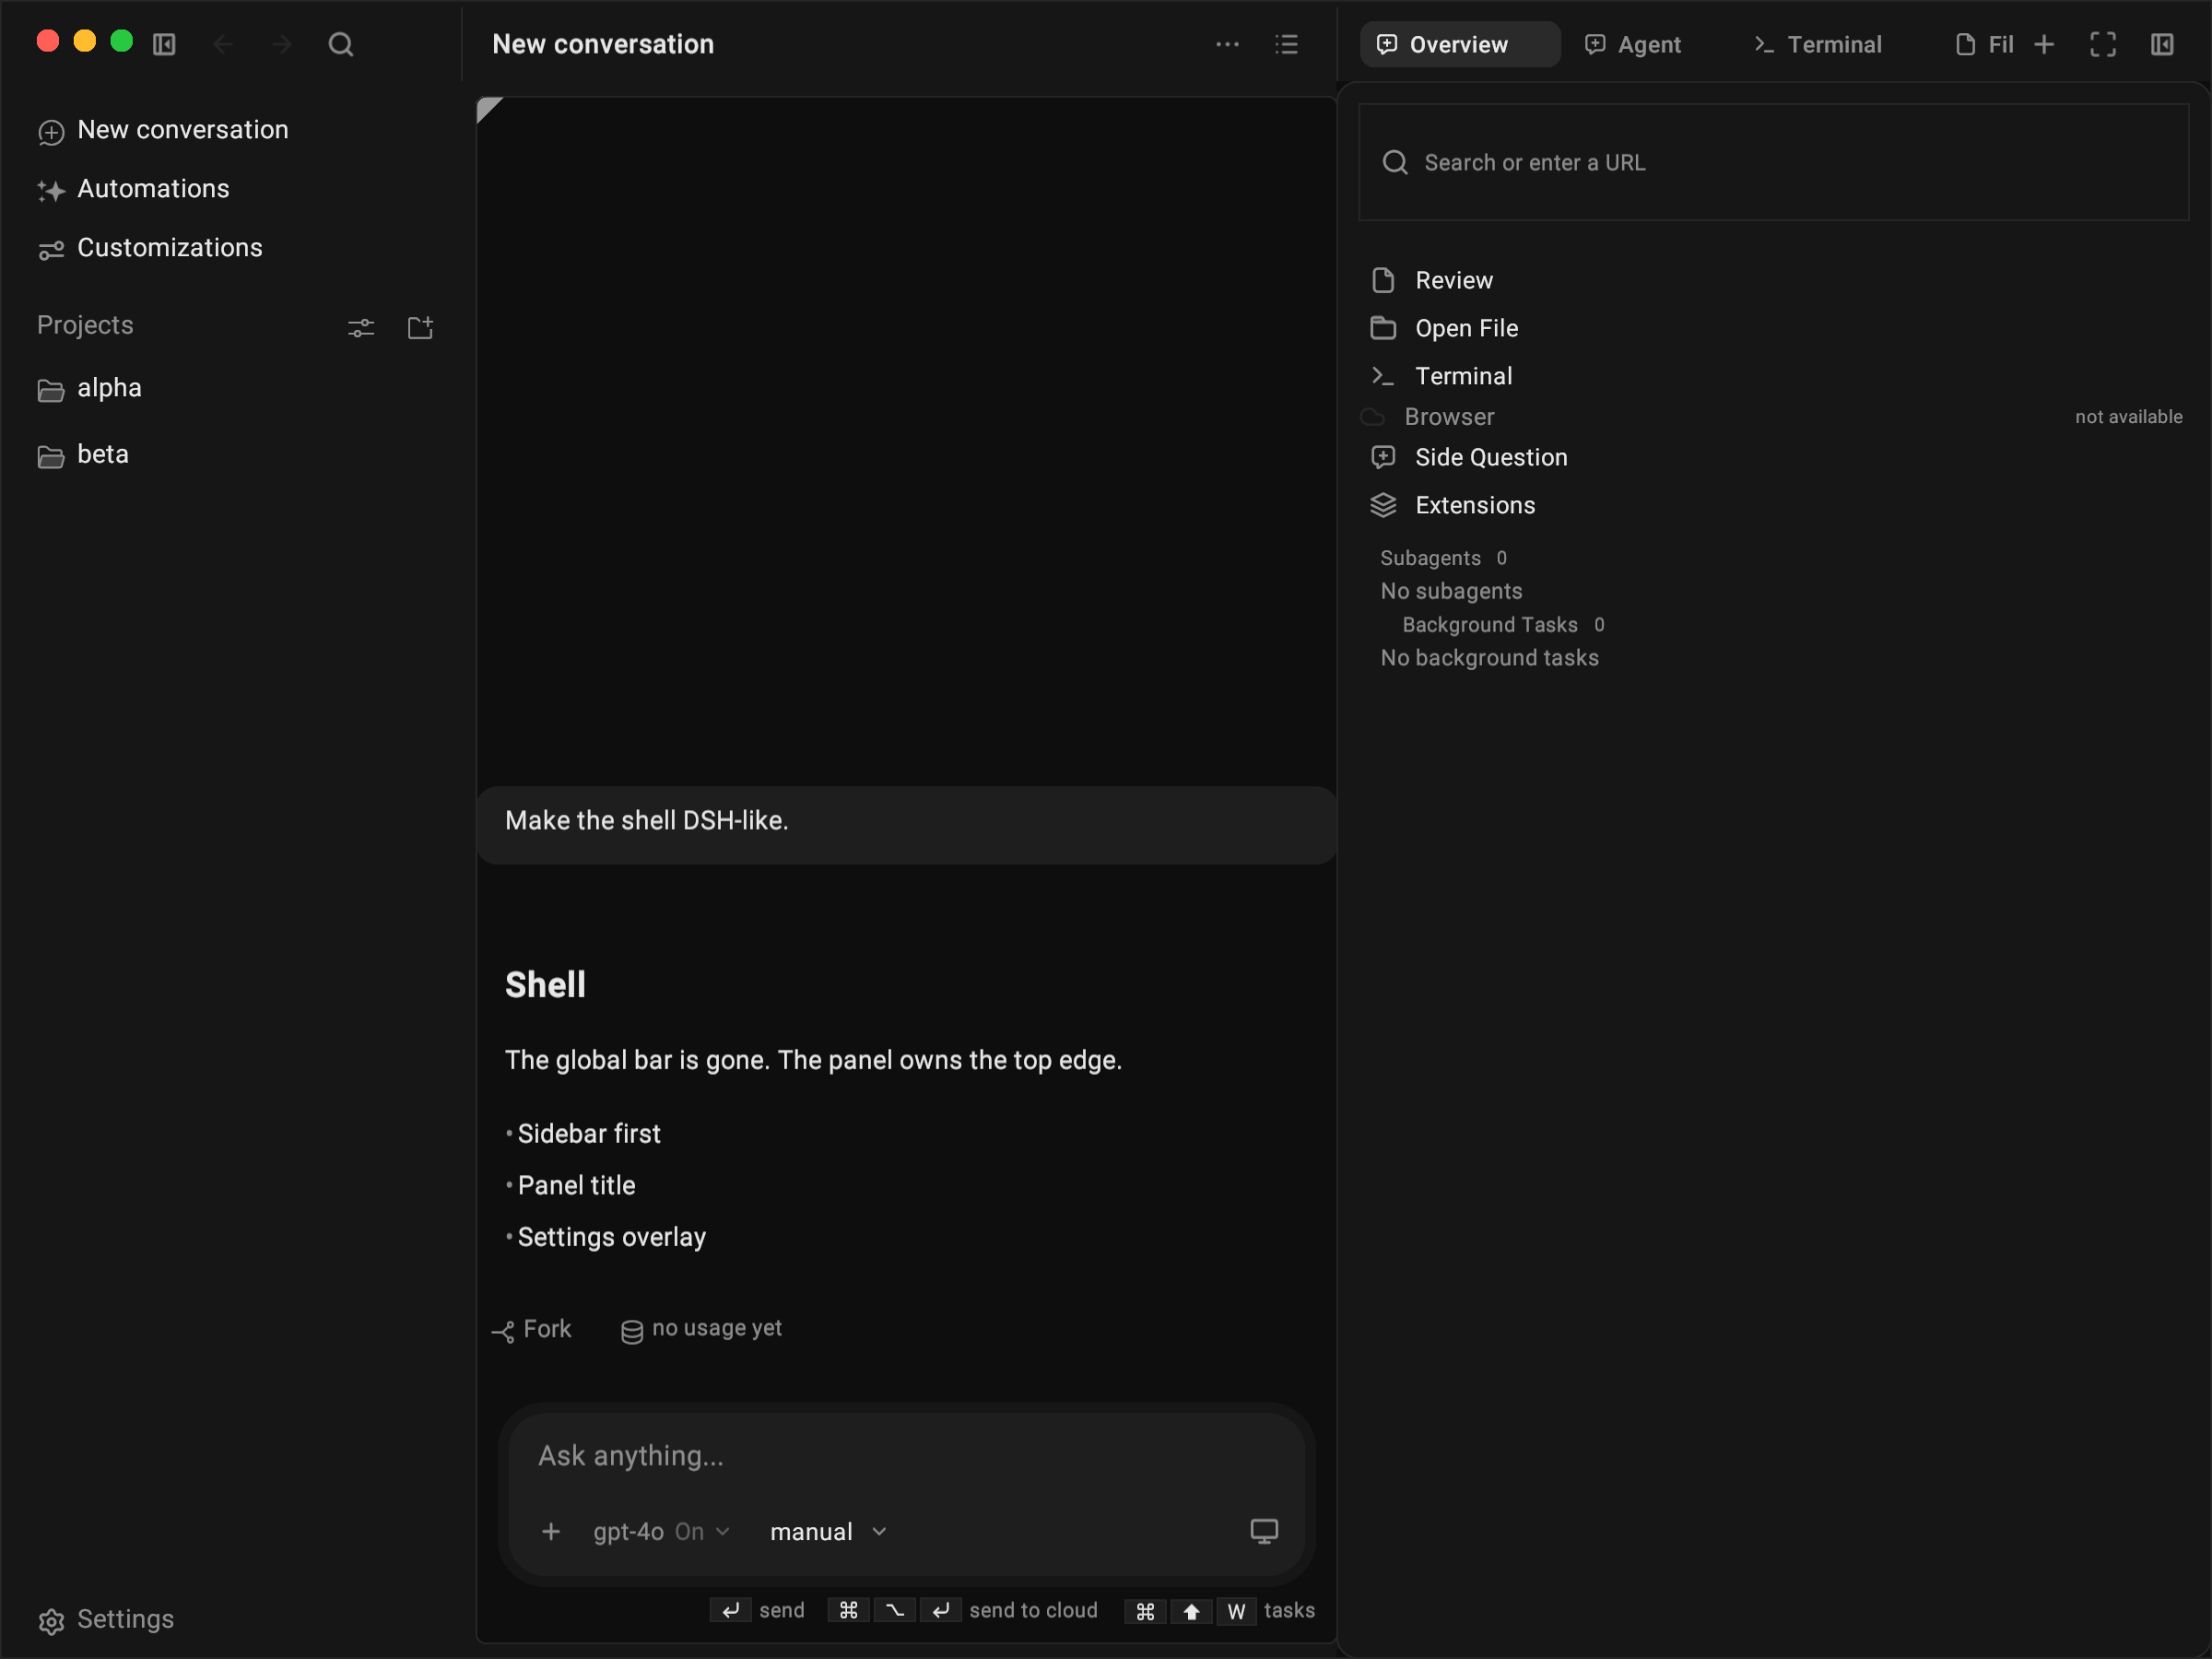 New conversation
Automations
Customizations
Projects
alpha
beta
Settings
New conversation
Make the shell DSH-like.
Shell
The global bar is gone. The panel owns the top edge.
• Sidebar first
• Panel title
• Settings overlay
Fork no usage yet
Ask anything...
gpt-4o On manual
send ⌘ ⌥ send to cloud ⌘ W tasks
Overview Agent Terminal Fil
Search or enter a URL
Review
Open File
Terminal
Browser not available
Side Question
Extensions
Subagents 0
No subagents
Background Tasks 0
No background tasks